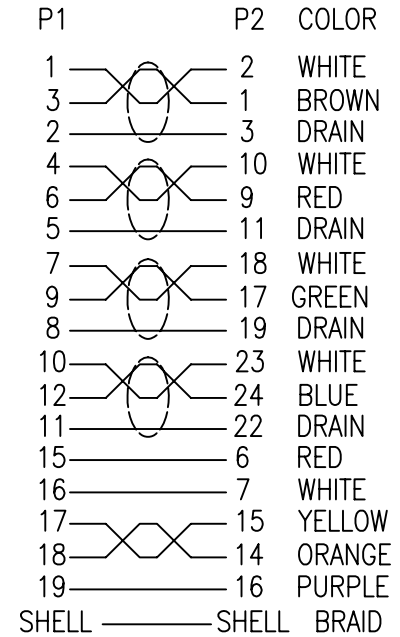 P1 P2 COLOR
1 2 WHITE
3 1 BROWN
2 3 DRAIN
4 10 WHITE
6 9 RED
5 11 DRAIN
7 18 WHITE
9 17 GREEN
8 19 DRAIN
10 23 WHITE
12 24 BLUE
11 22 DRAIN
15 6 RED
16 7 WHITE
17 15 YELLOW
18 14 ORANGE
19 16 PURPLE
SHELL SHELL BRAID